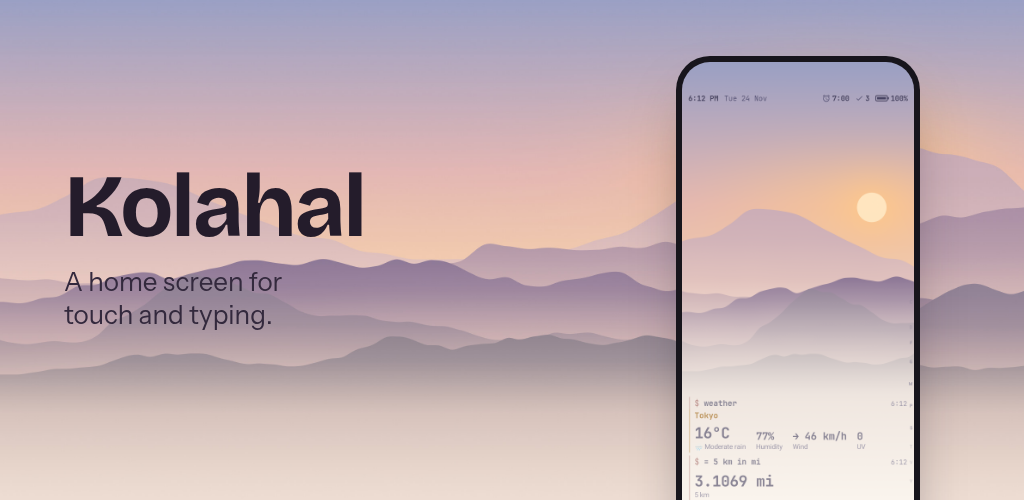 Kolahal
A home screen for
touch and typing.
6:12 PM Tue 24 Nov 7:00 3 100%
$ weather 6:12
Tokyo
16°C 77% → 46 km/h 0
Moderate rain Humidity Wind UV
$ = 5 km in mi 6:12
3.1069 mi
5 km